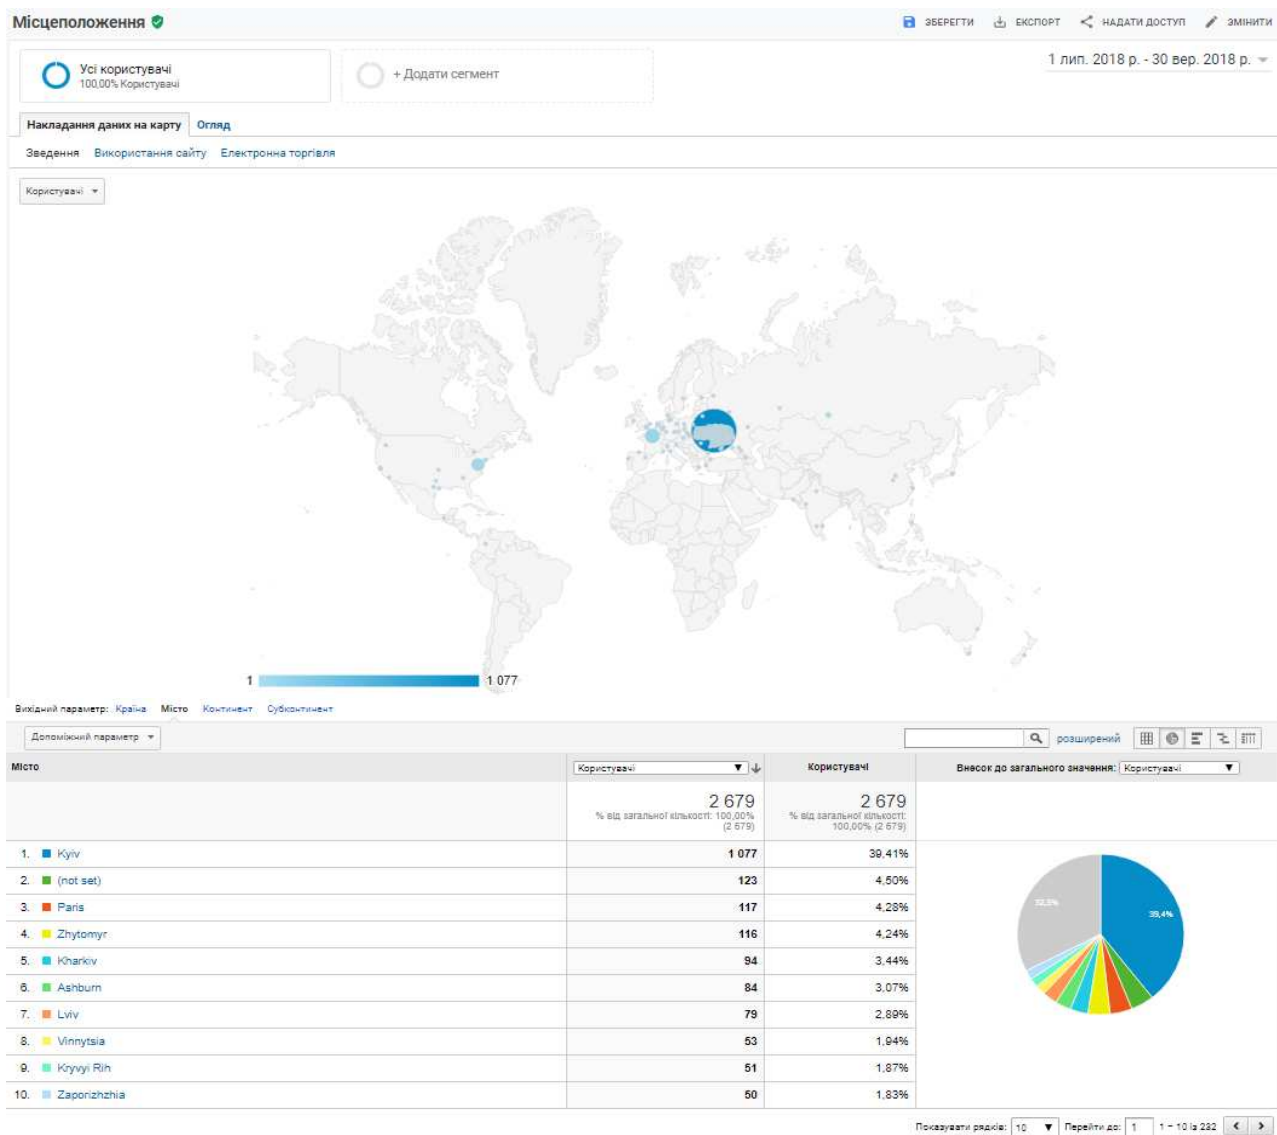 Місцеположення
ЗБЕРЕГТИ ЕКСПОРТ НАДАТИ ДОСТУП ЗМІНИТИ
Усі користувачі
100,00% Користувачі
+ Додати сегмент
1 лип. 2018 р. - 30 вер. 2018 р.
Накладання даних на карту Огляд
Зведення Використання сайту Електронна торгівля
Користувачі
1 1 077
Вихідний параметр: Країна Місто Континент Субконтинент
Допоміжний параметр розширений
Місто Користувачі Користувачі Внесок до загального значення: Користувачі
2 679 2 679
% від загальної кількості: 100,00% (2 679) % від загальної кількості: 100,00% (2 679)
1. Kyiv 1 077 39,41%
2. (not set) 123 4,50%
3. Paris 117 4,28%
4. Zhytomyr 116 4,24%
5. Kharkiv 94 3,44%
6. Ashburn 84 3,07%
7. Lviv 79 2,89%
8. Vinnytsia 53 1,94%
9. Kryvyi Rih 51 1,87%
10. Zaporizhzhia 50 1,83%
39,4%
Показувати рядків: 10 Перейти до: 1 1 – 10 із 232